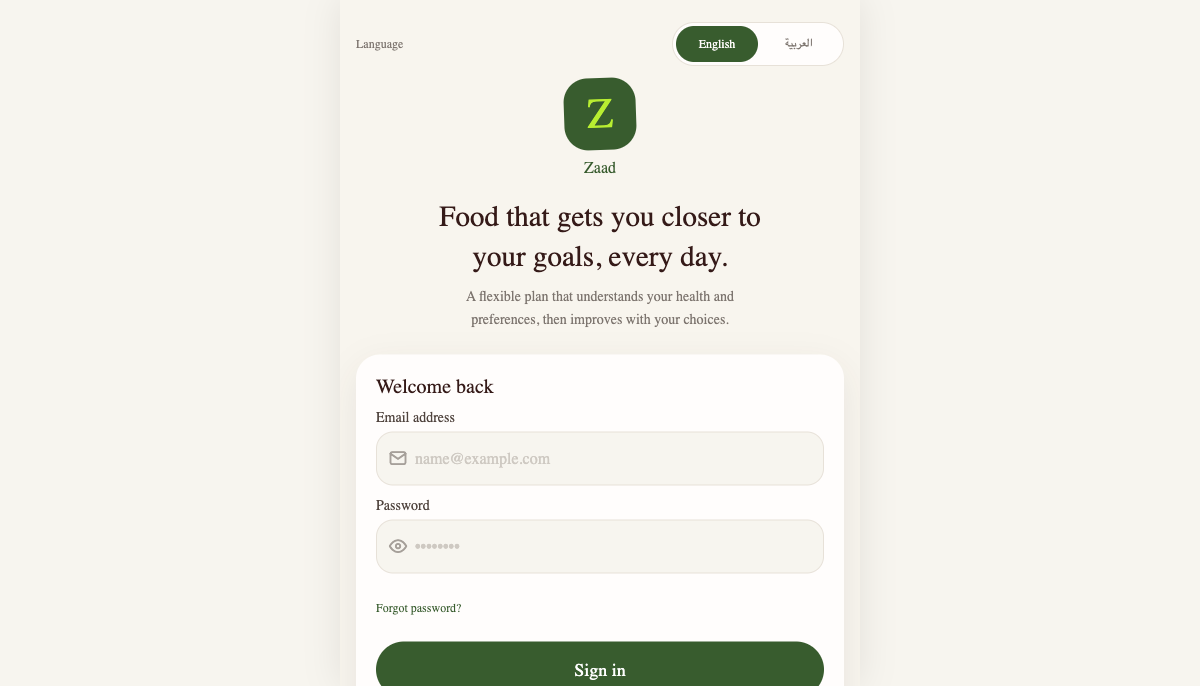 Language
English
العربية
Z
Zaad
Food that gets you closer to
your goals, every day.
A flexible plan that understands your health and
preferences, then improves with your choices.
Welcome back
Email address
name@example.com
Password
••••••••
Forgot password?
Sign in